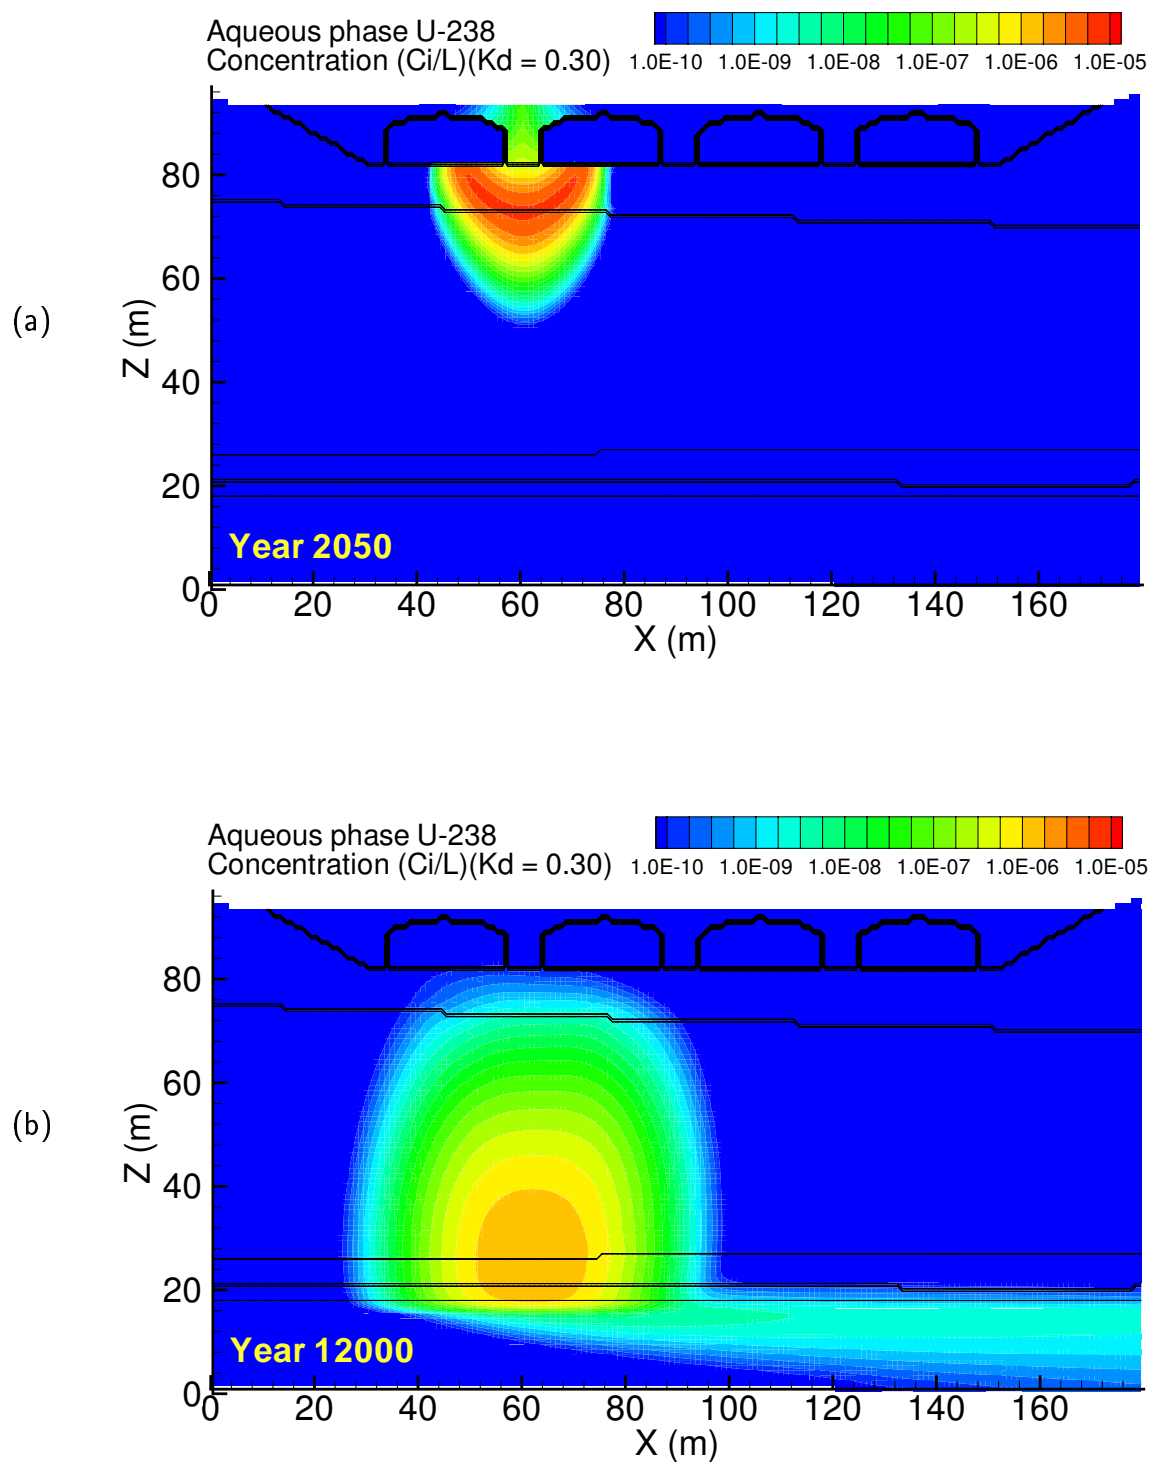 Aqueous phase U-238
Concentration (Ci/L)(Kd = 0.30)
1.0E-10 1.0E-09 1.0E-08 1.0E-07 1.0E-06 1.0E-05
(a)
Z (m)
80
60
40
20
0
Year 2050
0 20 40 60 80 100 120 140 160
X (m)
Aqueous phase U-238
Concentration (Ci/L)(Kd = 0.30)
1.0E-10 1.0E-09 1.0E-08 1.0E-07 1.0E-06 1.0E-05
(b)
Z (m)
80
60
40
20
0
Year 12000
0 20 40 60 80 100 120 140 160
X (m)